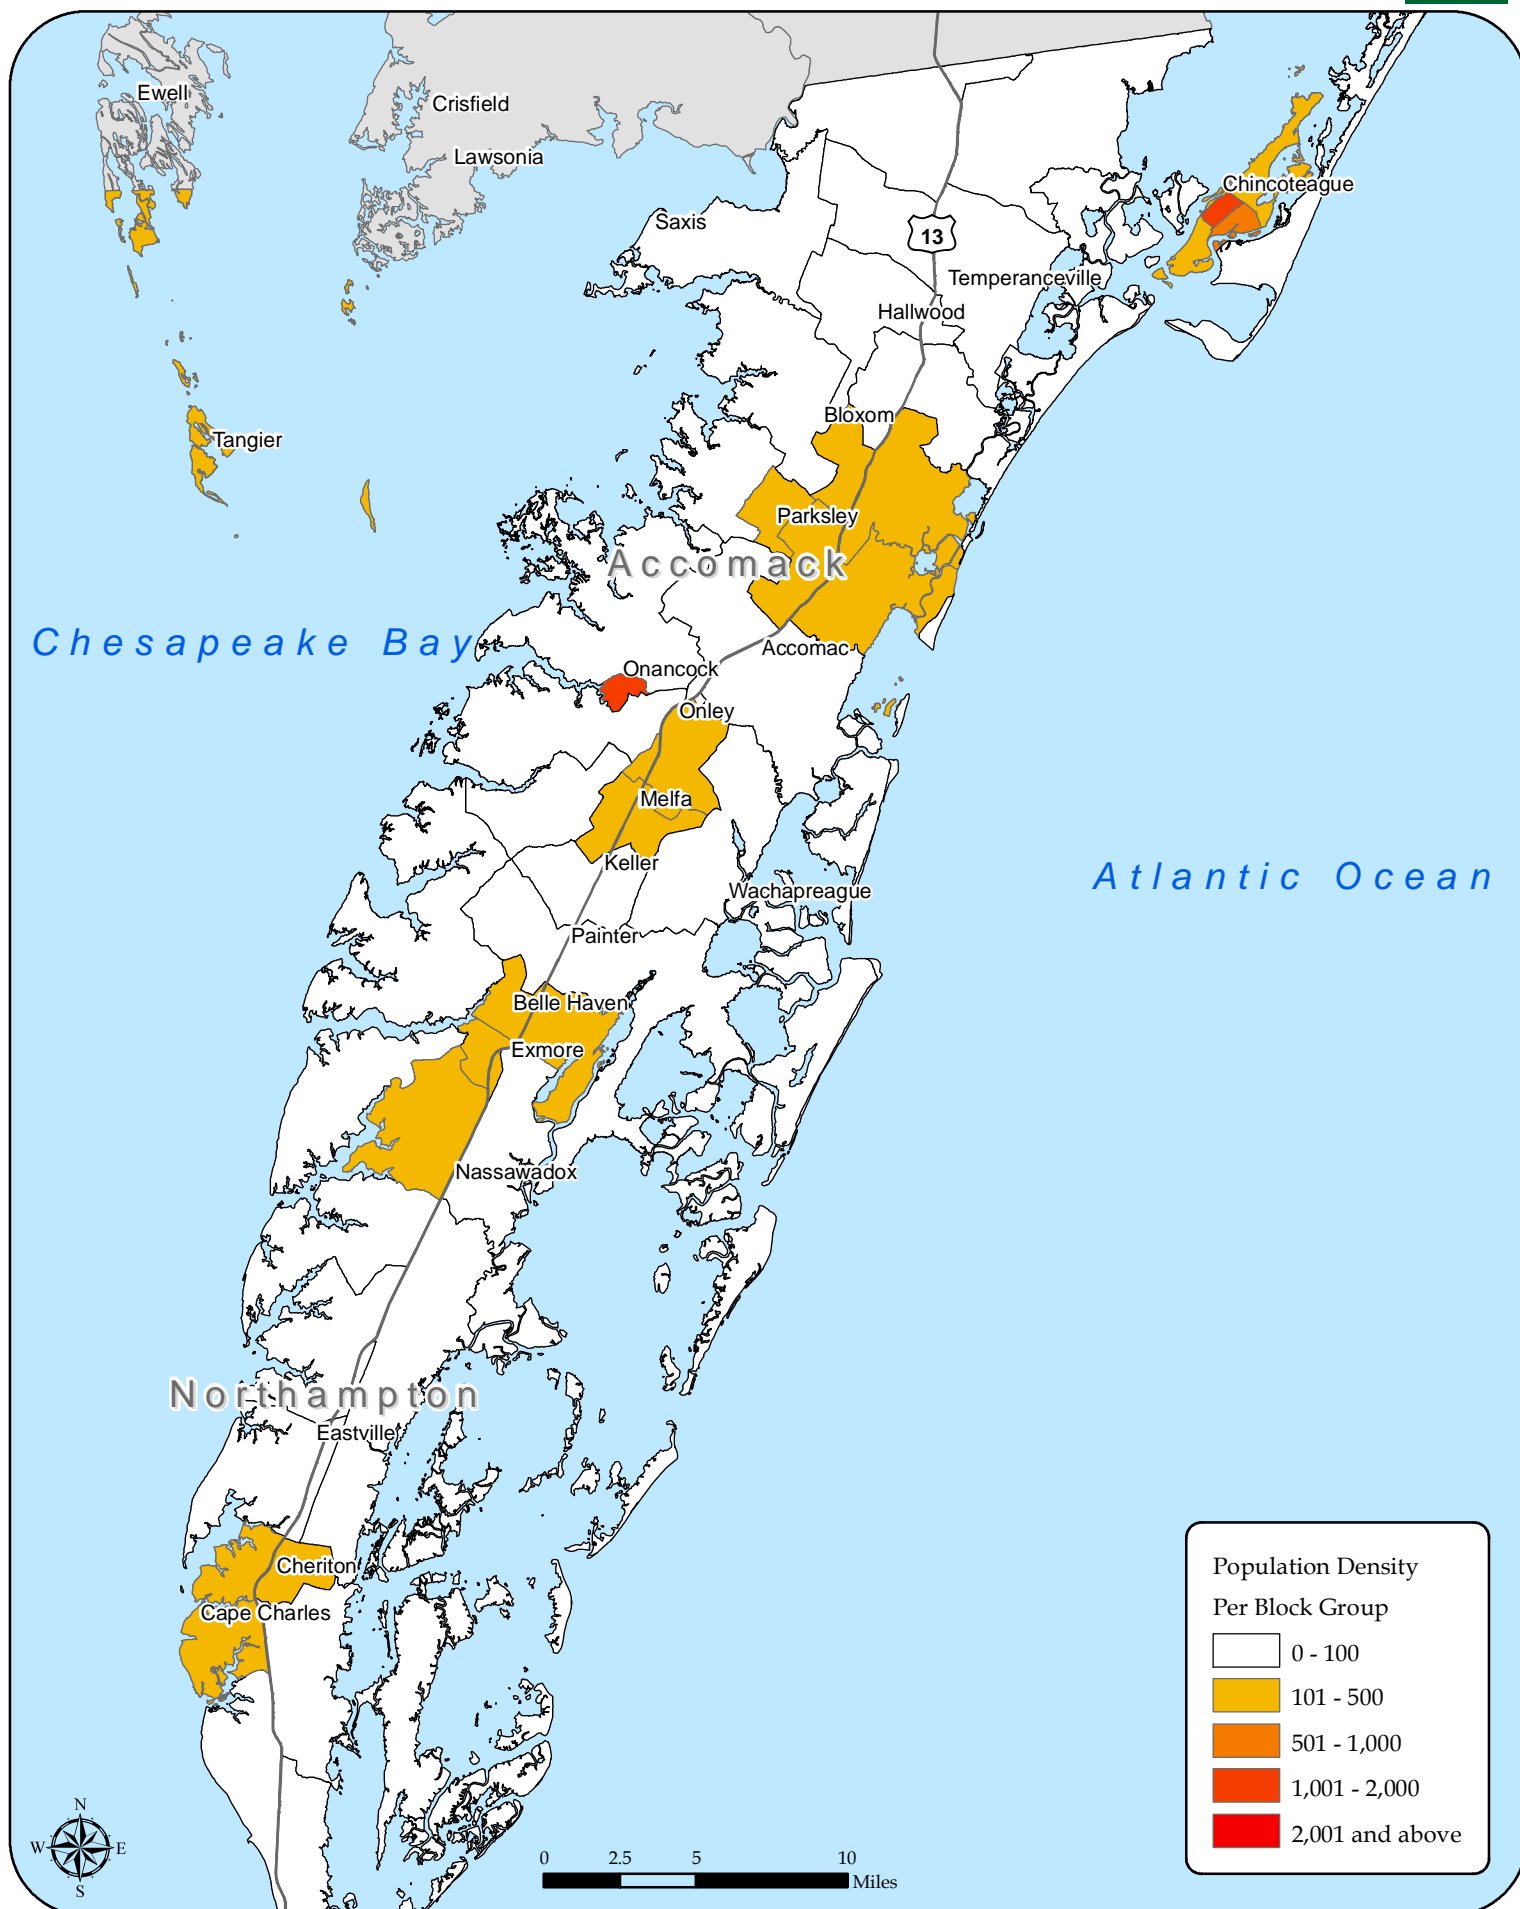 Ewell
Crisfield
Lawsonia
Chincoteague
Saxis
13
Temperanceville
Hallwood
Bloxom
Tangier
Parksley
Accomack
Chesapeake Bay
Accomac
Onancock
Onley
Melfa
Keller
Atlantic Ocean
Wachapreague
Painter
Belle Haven
Exmore
Nassawadox
Northampton
Eastville
Cheriton
Cape Charles
Population Density
Per Block Group
0 - 100
101 - 500
501 - 1,000
1,001 - 2,000
2,001 and above
N
W E
S
0 2.5 5 10
Miles